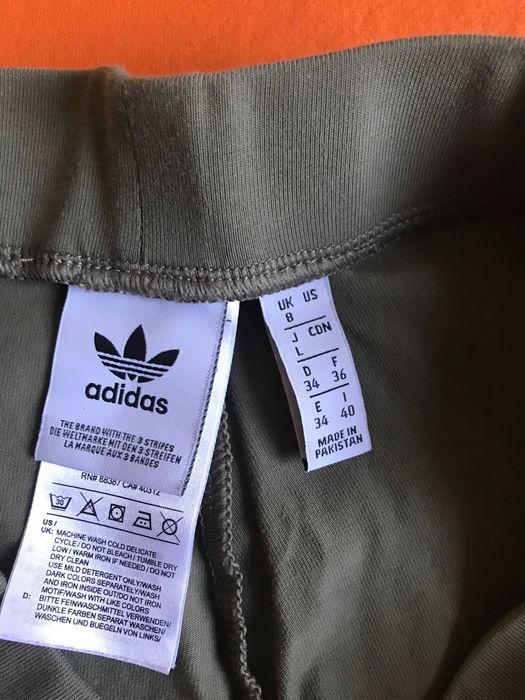 adidas
THE BRAND WITH THE 3 STRIPES
DIE WELTMARKE MIT DEN 3 STREIFEN
LA MARQUE AUX 3 BANDES
RN# 88387 CA# 40312
30
US /
UK: MACHINE WASH COLD DELICATE
CYCLE / DO NOT BLEACH / TUMBLE DRY
LOW / WARM IRON IF NEEDED / DO NOT
DRY CLEAN
USE MILD DETERGENT ONLY/WASH
DARK COLORS SEPARATELY/WASH
AND IRON INSIDE OUT/DO NOT IRON
MOTIF/WASH WITH LIKE COLORS
D: BITTE FEINWASCHMITTEL VERWENDEN/
DUNKLE FARBEN SEPARAT WASCHEN/
WASCHEN UND BUEGELN VON LINKS/
UK US
8
J CDN
L
D F
34 36
E I
34 40
MADE IN
PAKISTAN